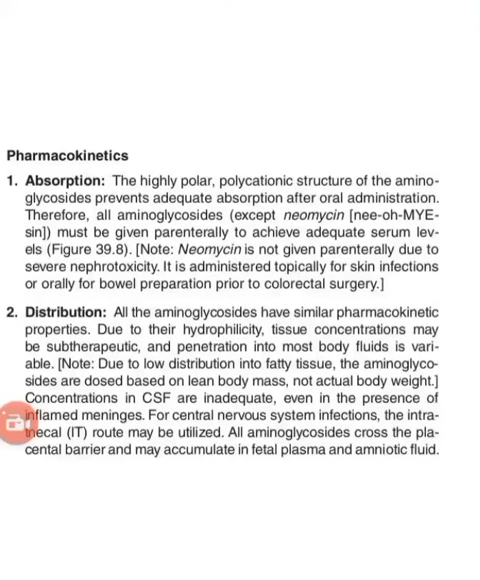 Pharmacokinetics
1. Absorption: The highly polar, polycationic structure of the amino-
glycosides prevents adequate absorption after oral administration.
Therefore, all aminoglycosides (except neomycin [nee-oh-MYE-
sin]) must be given parenterally to achieve adequate serum lev-
els (Figure 39.8). [Note: Neomycin is not given parenterally due to
severe nephrotoxicity. It is administered topically for skin infections
or orally for bowel preparation prior to colorectal surgery.]
2. Distribution: All the aminoglycosides have similar pharmacokinetic
properties. Due to their hydrophilicity, tissue concentrations may
be subtherapeutic, and penetration into most body fluids is vari-
able. [Note: Due to low distribution into fatty tissue, the aminoglyco-
sides are dosed based on lean body mass, not actual body weight.]
Concentrations in CSF are inadequate, even in the presence of
inflamed meninges. For central nervous system infections, the intra-
thecal (IT) route may be utilized. All aminoglycosides cross the pla-
cental barrier and may accumulate in fetal plasma and amniotic fluid.